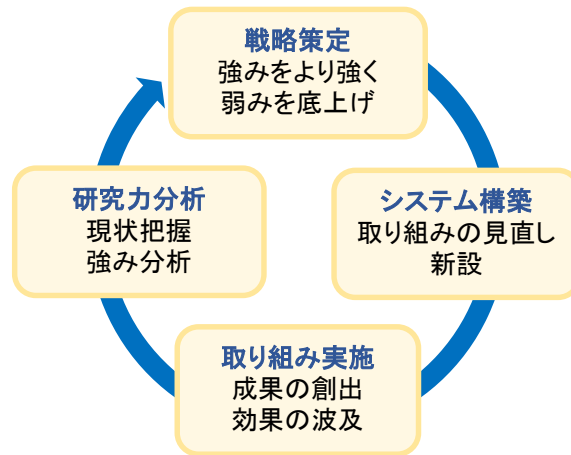 戦略策定
強みをより強く
弱みを底上げ
研究力分析
現状把握
強み分析
システム構築
取り組みの見直し
新設
取り組み実施
成果の創出
効果の波及